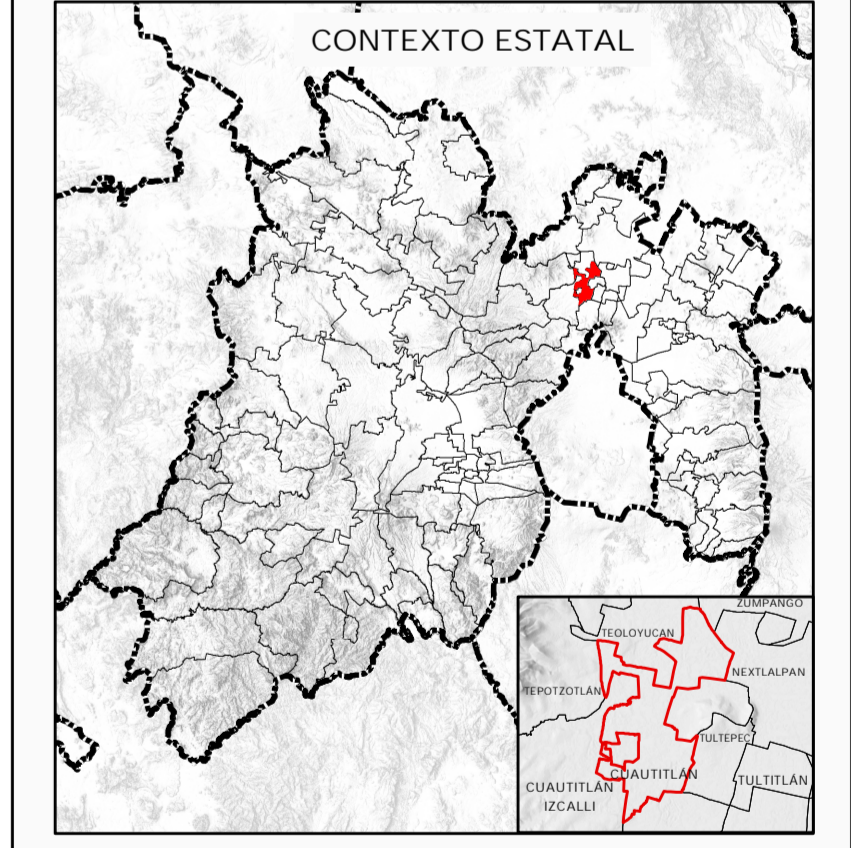 CONTEXTO ESTATAL
ZUMPANGO
TEOLOYUCAN
NEXTLALPAN
TEPOTZOTLÁN
TULTEPEC
CUAUTITLÁN
TULTITLÁN
CUAUTITLÁN
IZCALLI